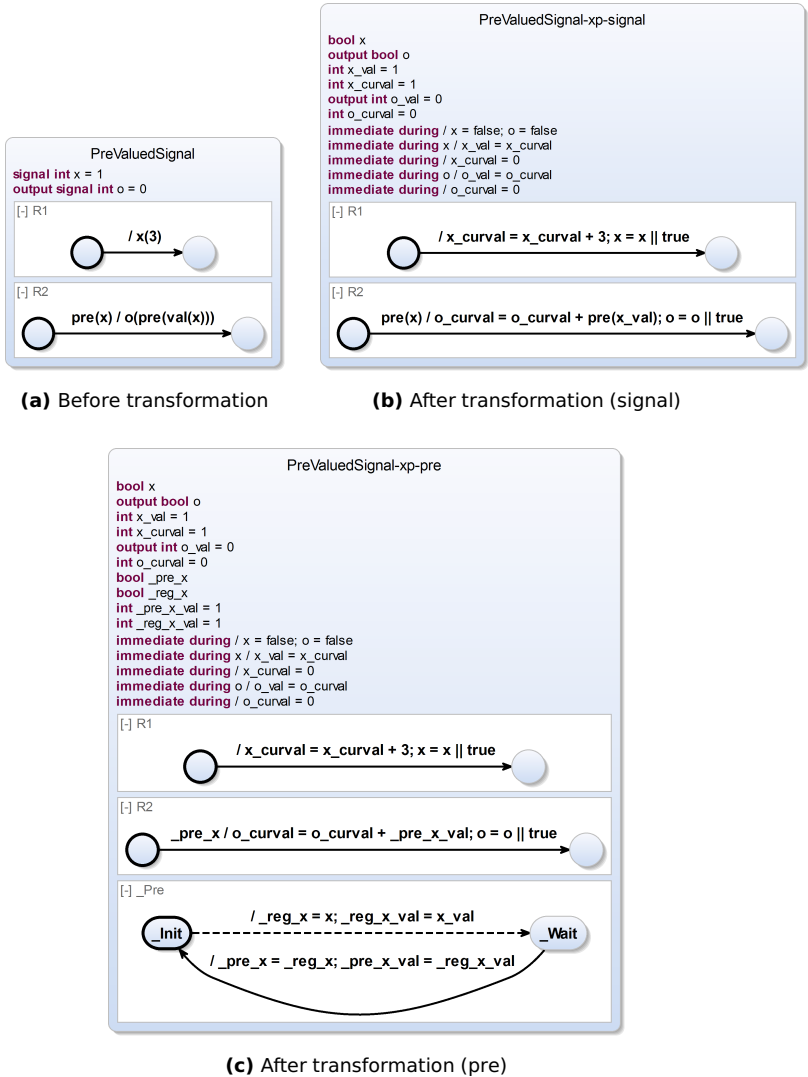 PreValuedSignal
signal int x = 1
output signal int o = 0
[-] R1
/ x(3)
[-] R2
pre(x) / o(pre(val(x)))
(a) Before transformation
PreValuedSignal-xp-signal
bool x
output bool o
int x_val = 1
int x_curval = 1
output int o_val = 0
int o_curval = 0
immediate during / x = false; o = false
immediate during x / x_val = x_curval
immediate during / x_curval = 0
immediate during o / o_val = o_curval
immediate during / o_curval = 0
[-] R1
/ x_curval = x_curval + 3; x = x || true
[-] R2
pre(x) / o_curval = o_curval + pre(x_val); o = o || true
(b) After transformation (signal)
PreValuedSignal-xp-pre
bool x
output bool o
int x_val = 1
int x_curval = 1
output int o_val = 0
int o_curval = 0
bool _pre_x
bool _reg_x
int _pre_x_val = 1
int _reg_x_val = 1
immediate during / x = false; o = false
immediate during x / x_val = x_curval
immediate during / x_curval = 0
immediate during o / o_val = o_curval
immediate during / o_curval = 0
[-] R1
/ x_curval = x_curval + 3; x = x || true
[-] R2
_pre_x / o_curval = o_curval + _pre_x_val; o = o || true
[-] _Pre
/ _reg_x = x; _reg_x_val = x_val
_Init
_Wait
/ _pre_x = _reg_x; _pre_x_val = _reg_x_val
(c) After transformation (pre)